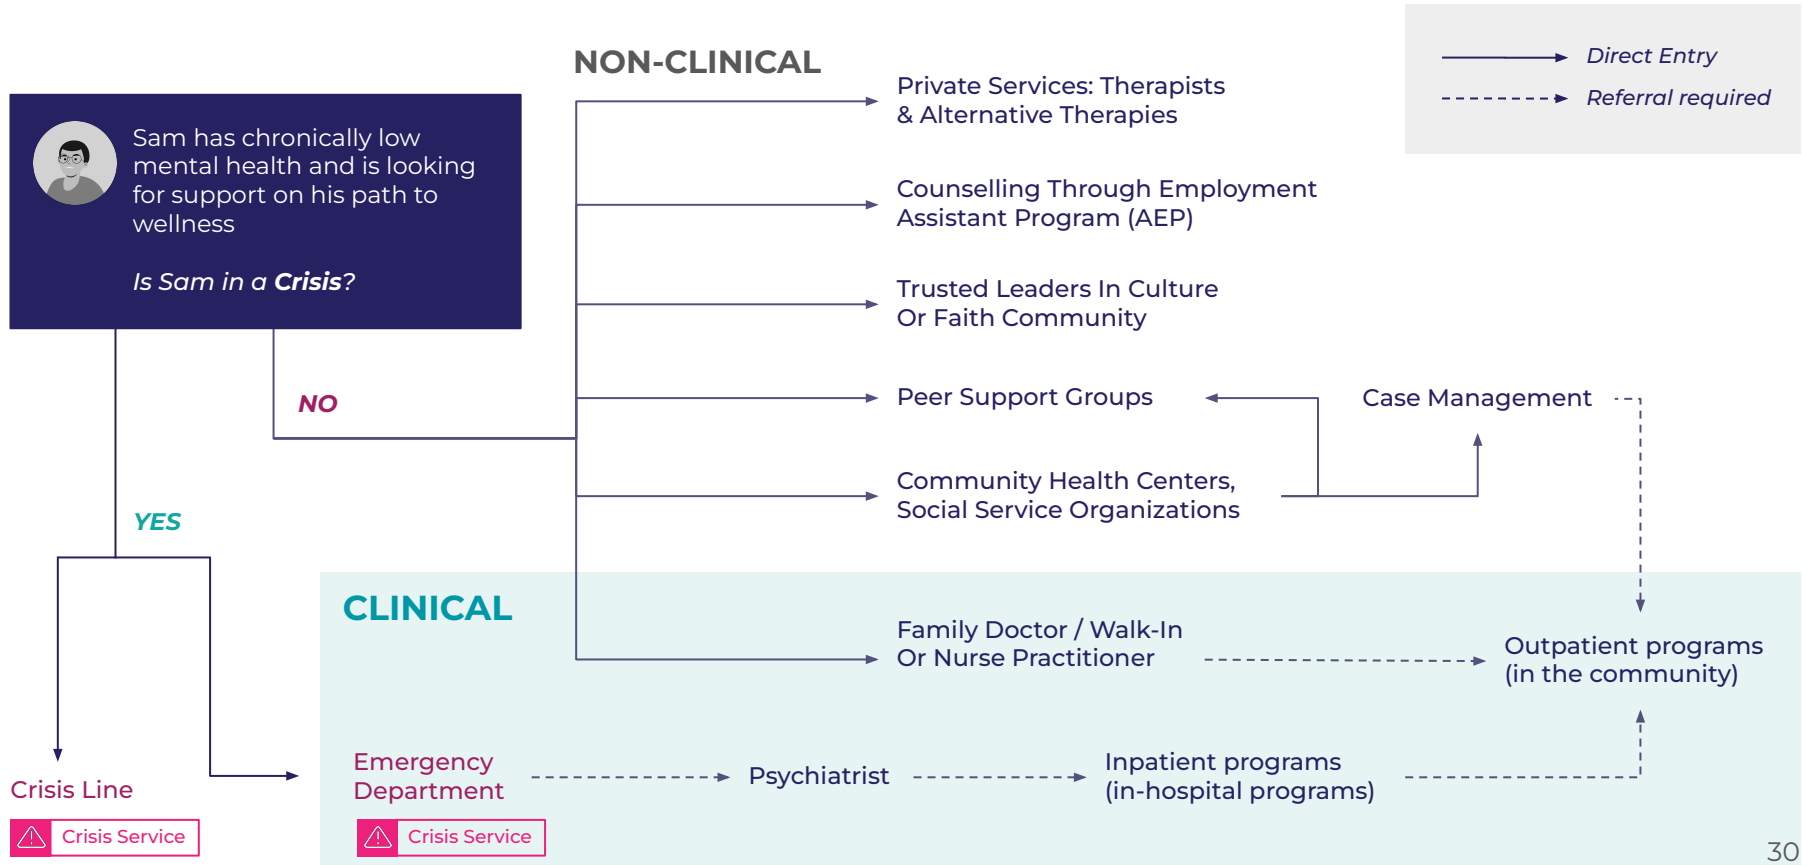 NON-CLINICAL
Direct Entry
Referral required
Sam has chronically low
mental health and is looking
for support on his path to
wellness
Is Sam in a Crisis?
Private Services: Therapists
& Alternative Therapies
Counselling Through Employment
Assistant Program (AEP)
Trusted Leaders In Culture
Or Faith Community
NO
Peer Support Groups
Case Management
Community Health Centers,
Social Service Organizations
YES
CLINICAL
Family Doctor / Walk-In
Or Nurse Practitioner
Outpatient programs
(in the community)
Crisis Line
Crisis Service
Emergency
Department
Crisis Service
Psychiatrist
Inpatient programs
(in-hospital programs)
30